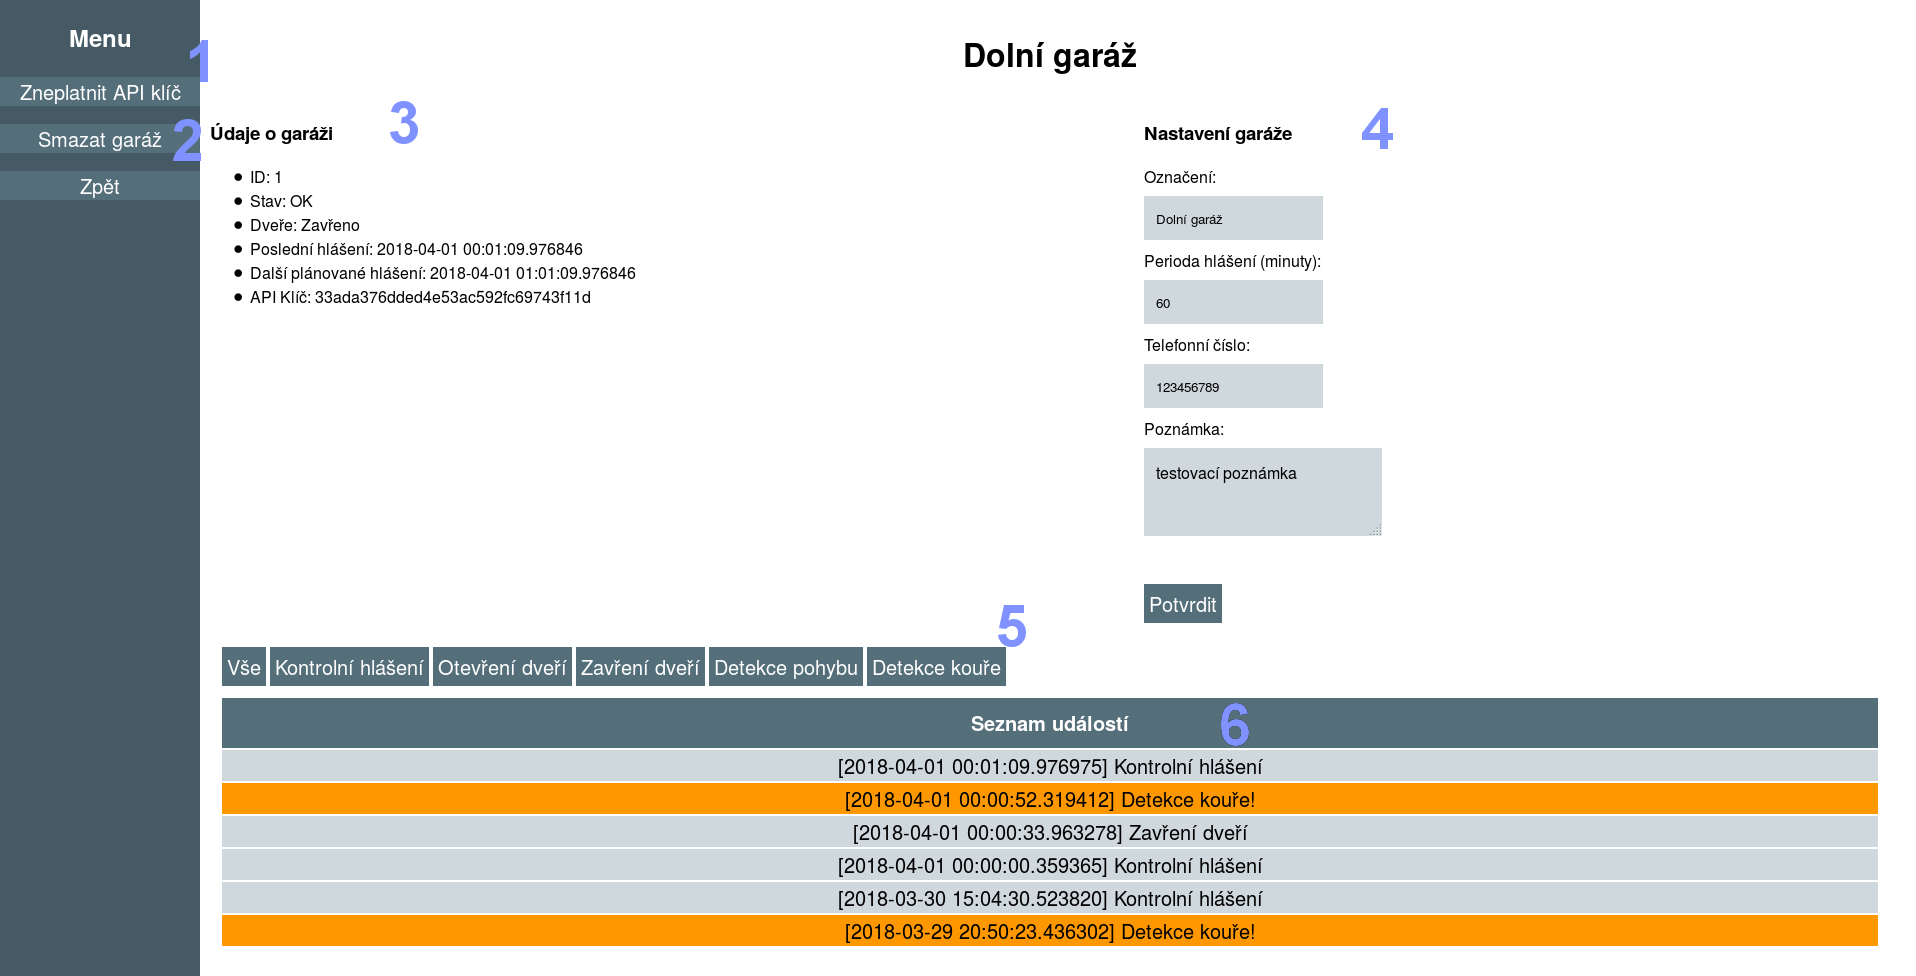 Menu
1
Zneplatnit API klíč
Smazat garáž
2
Zpět
Dolní garáž
Údaje o garáži
3
ID: 1
Stav: OK
Dveře: Zavřeno
Poslední hlášení: 2018-04-01 00:01:09.976846
Další plánované hlášení: 2018-04-01 01:01:09.976846
API Klíč: 33ada376dded4e53ac592fc69743f11d
Nastavení garáže
4
Označení:
Dolní garáž
Perioda hlášení (minuty):
60
Telefonní číslo:
123456789
Poznámka:
testovací poznámka
Potvrdit
5
Vše Kontrolní hlášení Otevření dveří Zavření dveří Detekce pohybu Detekce kouře
Seznam událostí
6
[2018-04-01 00:01:09.976975] Kontrolní hlášení
[2018-04-01 00:00:52.319412] Detekce kouře!
[2018-04-01 00:00:33.963278] Zavření dveří
[2018-04-01 00:00:00.359365] Kontrolní hlášení
[2018-03-30 15:04:30.523820] Kontrolní hlášení
[2018-03-29 20:50:23.436302] Detekce kouře!